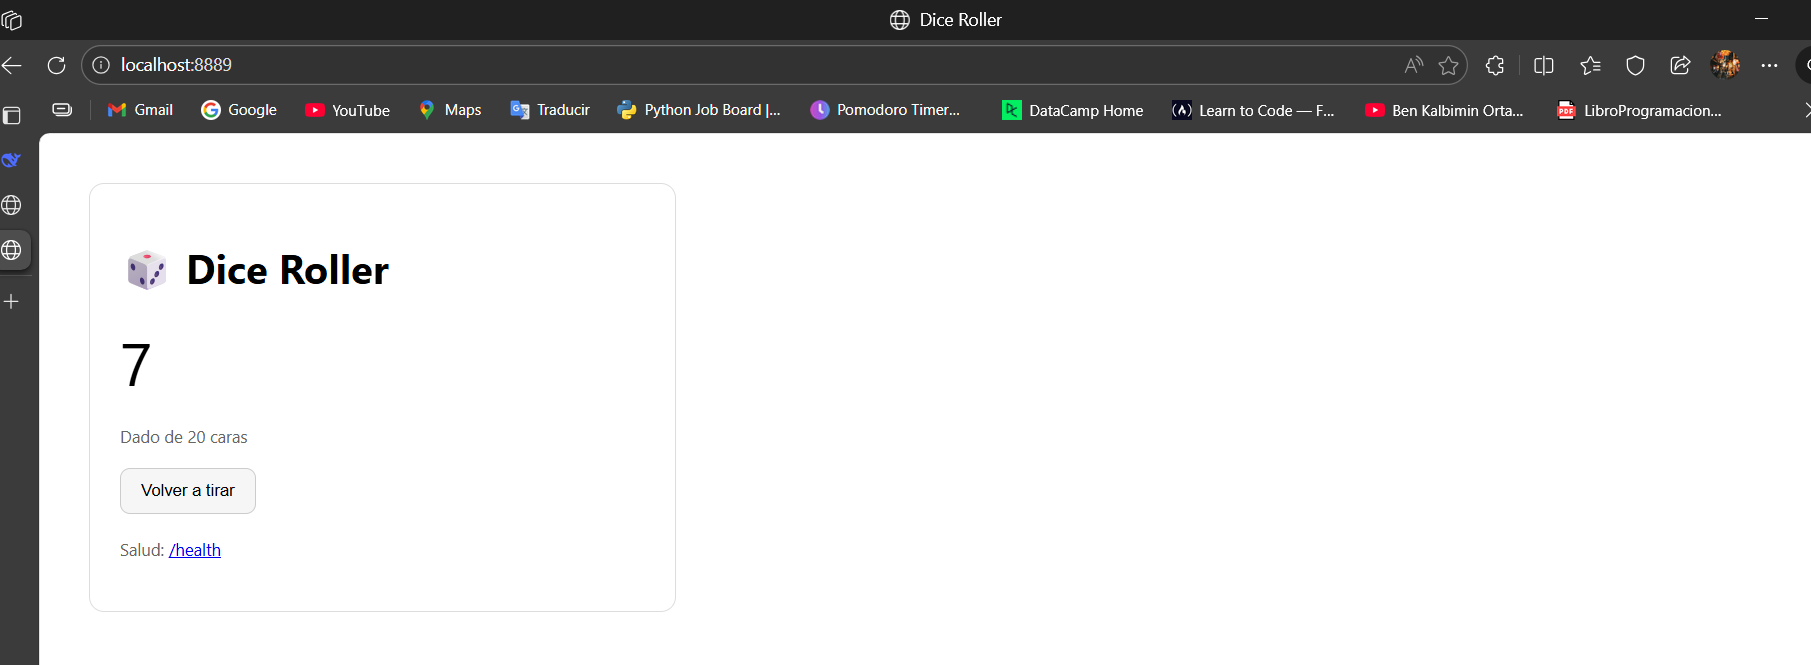 Dice Roller
localhost:8889
Gmail
Google
YouTube
Maps
Traducir
Python Job Board |...
Pomodoro Timer...
DataCamp Home
Learn to Code — F...
Ben Kalbimin Orta...
LibroProgramacion...
Dice Roller
7
Dado de 20 caras
Volver a tirar
Salud: /health